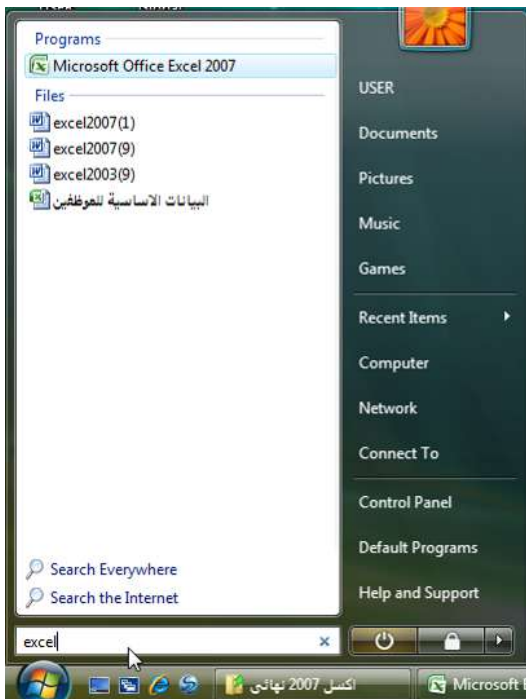 Programs
Microsoft Office Excel 2007
Files
excel2007(1)
excel2007(9)
excel2003(9)
البيانات الاساسية للموظفين
Search Everywhere
Search the Internet
excel
USER
Documents
Pictures
Music
Games
Recent Items
Computer
Network
Connect To
Control Panel
Default Programs
Help and Support
اكسل 2007 نهائى
Microsoft